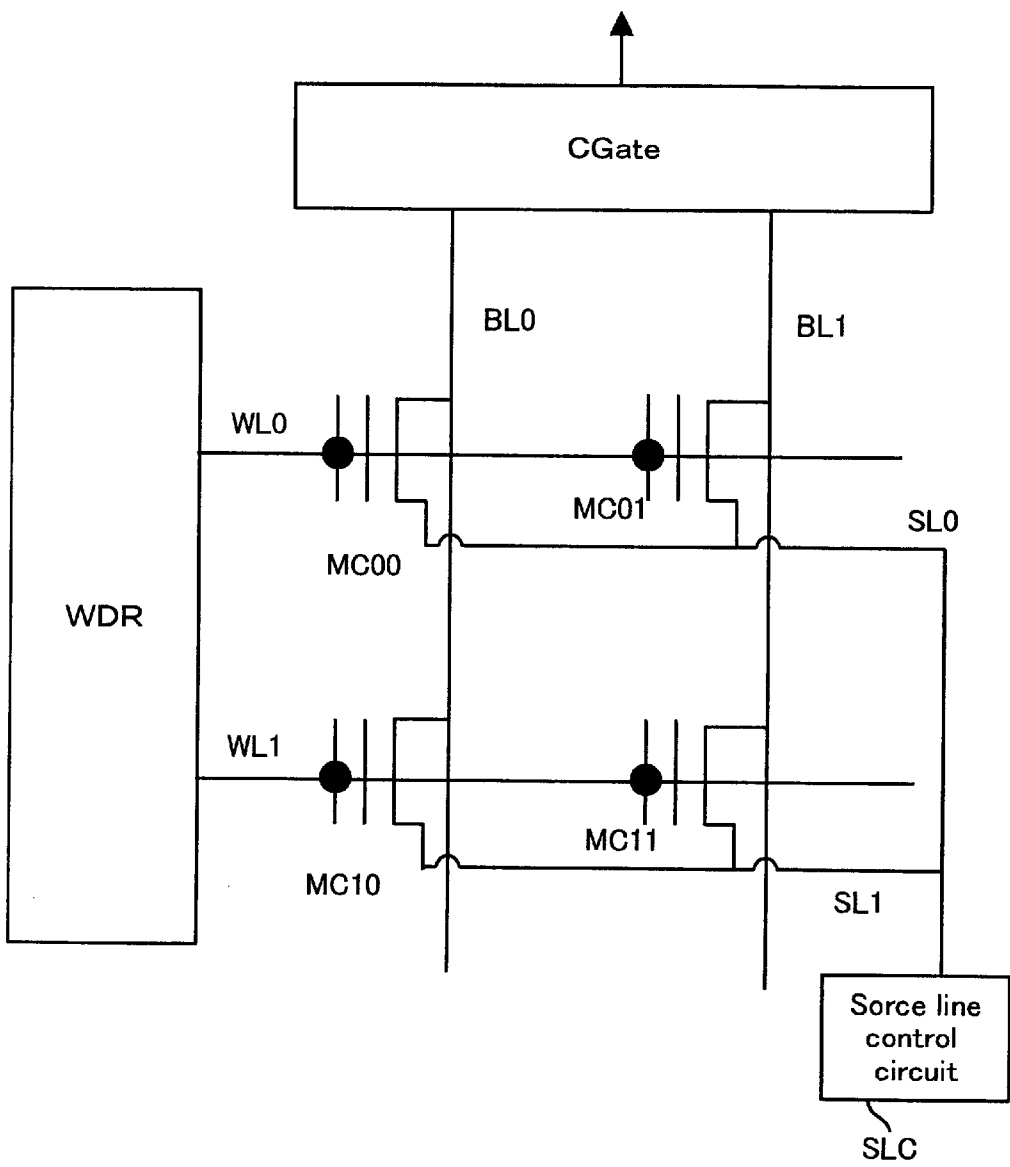 CGate
BL0
BL1
WL0
MC01
SL0
MC00
WDR
WL1
MC11
MC10
SL1
Sorce line
control
circuit
SLC